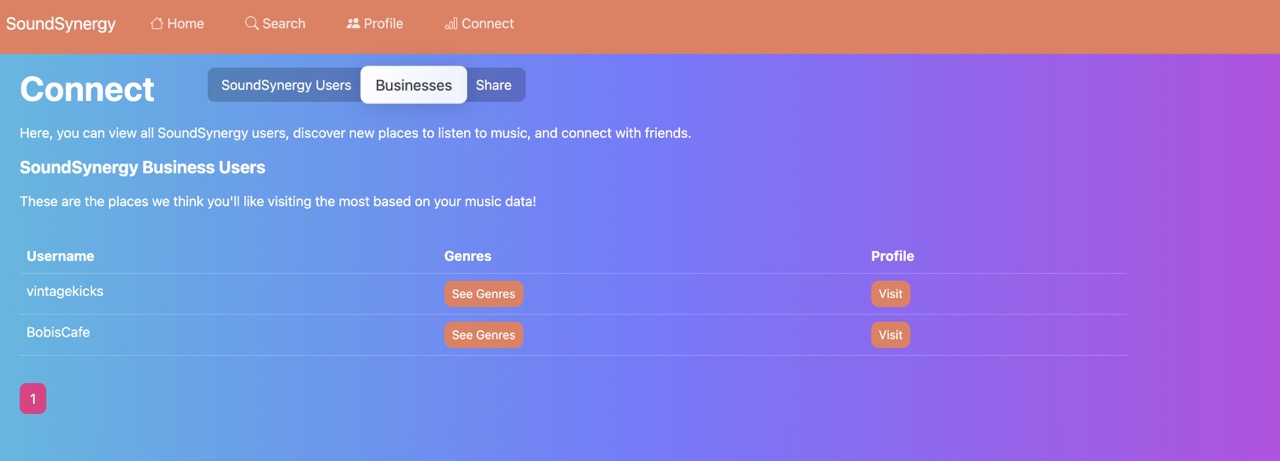 SoundSynergy Home Search Profile Connect
Connect SoundSynergy Users Businesses Share
Here, you can view all SoundSynergy users, discover new places to listen to music, and connect with friends.
SoundSynergy Business Users
These are the places we think you'll like visiting the most based on your music data!
Username Genres Profile
vintagekicks See Genres Visit
BobisCafe See Genres Visit
1